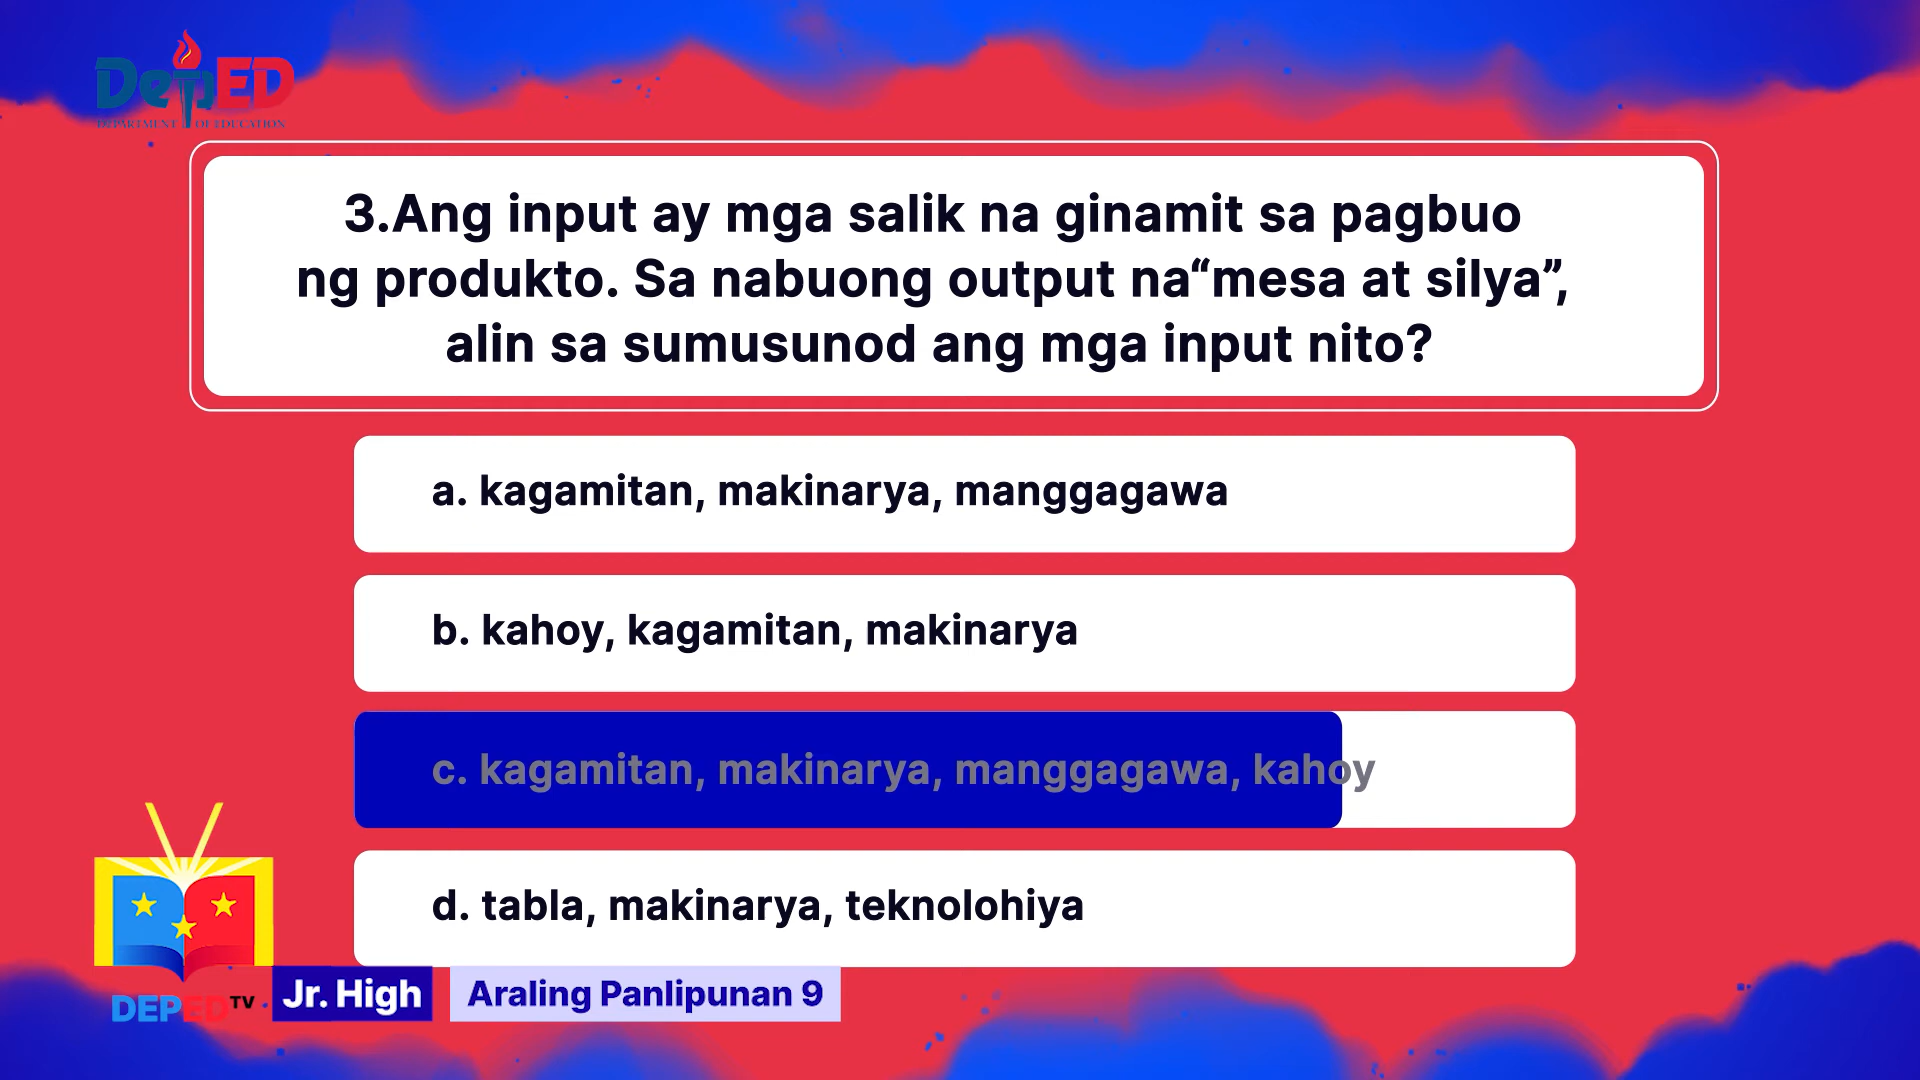 DepED
DEPARTMENT OF EDUCATION
3.Ang input ay mga salik na ginamit sa pagbuo
ng produkto. Sa nabuong output na“mesa at silya”,
alin sa sumusunod ang mga input nito?
a. kagamitan, makinarya, manggagawa
b. kahoy, kagamitan, makinarya
c. kagamitan, makinarya, manggagawa, kahoy
d. tabla, makinarya, teknolohiya
DEPED TV
Jr. High
Araling Panlipunan 9